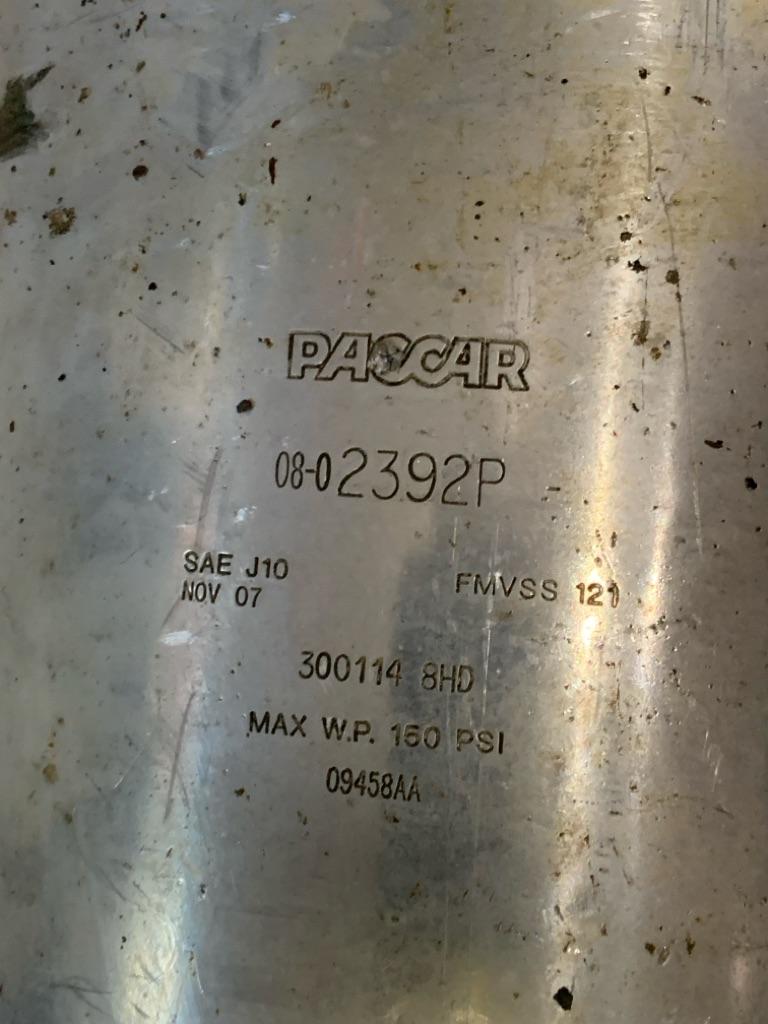 PACCAR
08-02392P
SAE J10
NOV 07
FMVSS 121
300114 8HD
MAX W.P. 150 PSI
09458AA